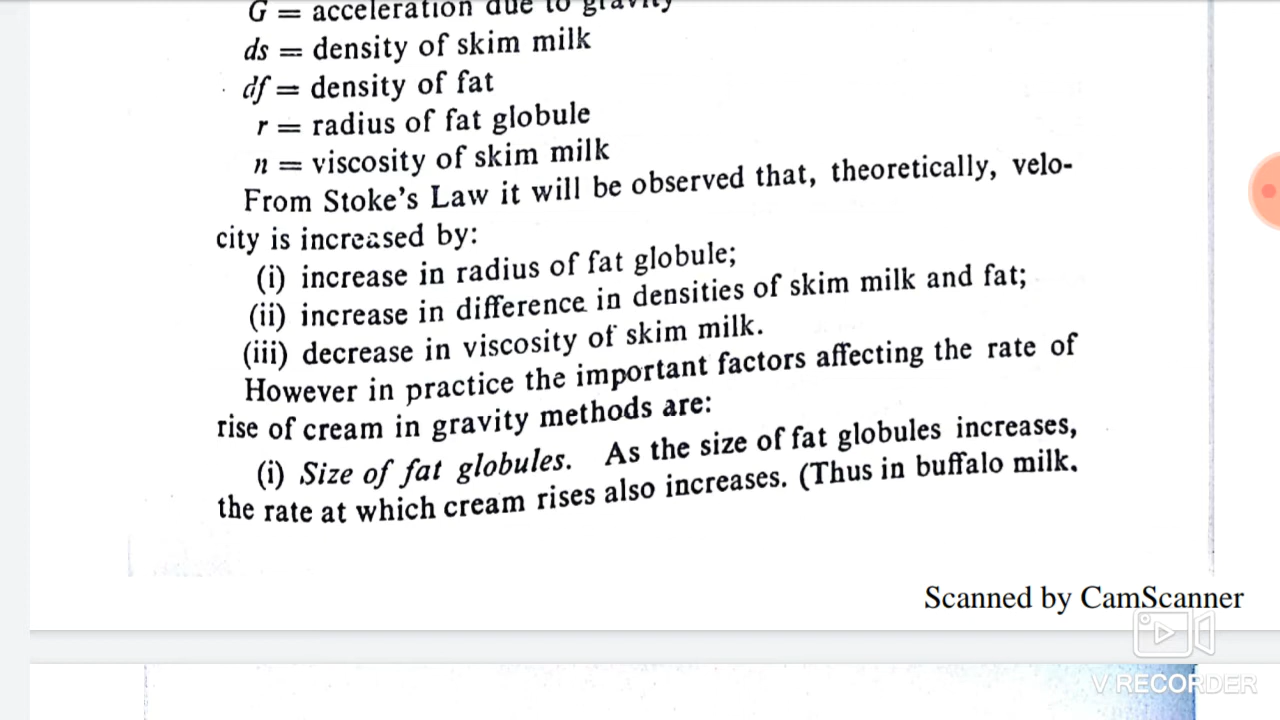 G = acceleration due to gravity
ds = density of skim milk
df = density of fat
r = radius of fat globule
n = viscosity of skim milk
From Stoke's Law it will be observed that, theoretically, velo-
city is increased by:
(i) increase in radius of fat globule;
(ii) increase in difference in densities of skim milk and fat;
(iii) decrease in viscosity of skim milk.
However in practice the important factors affecting the rate of
rise of cream in gravity methods are:
(i) Size of fat globules. As the size of fat globules increases,
the rate at which cream rises also increases. (Thus in buffalo milk.
Scanned by CamScanner
V RECORDER